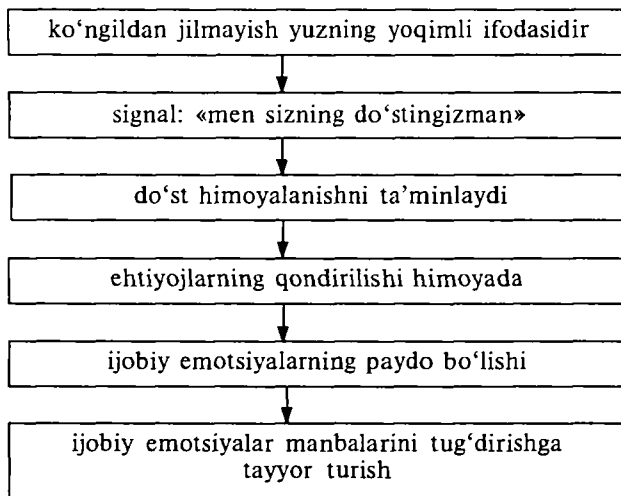 ko‘ngildan jilmayish yuzning yoqimli ifodasidir
signal: «men sizning do‘stingizman»
do‘st himoyalanishni ta’minlaydi
ehtiyojlarning qondirilishi himoyada
ijobiy emotsiyalarning paydo bo‘lishi
ijobiy emotsiyalar manbalarini tug‘dirishga
tayyor turish